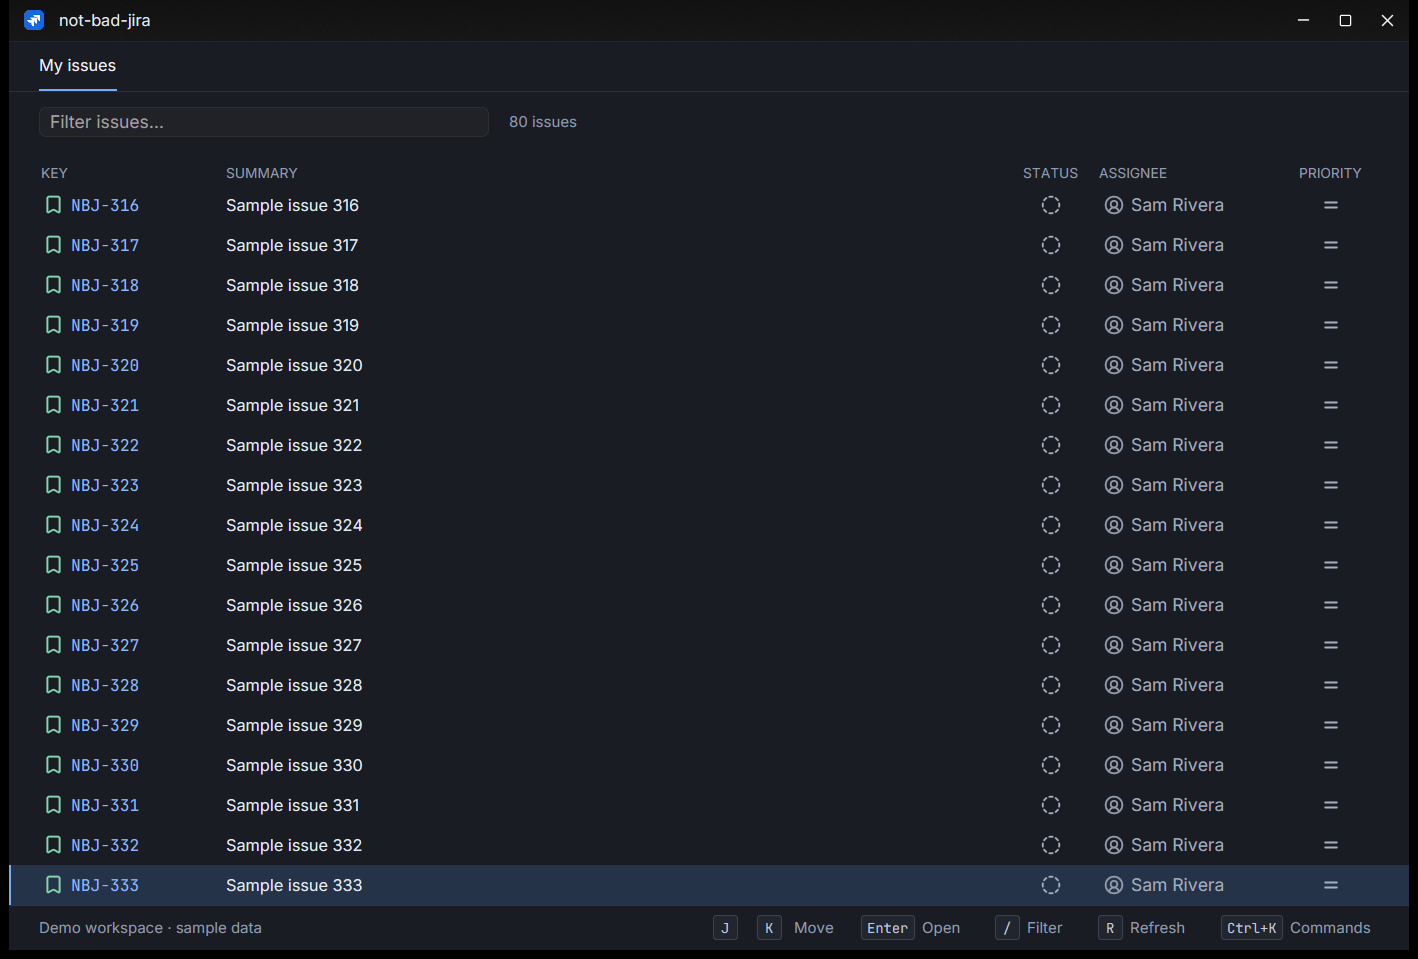 not-bad-jira
My issues
Filter issues...
80 issues
KEY SUMMARY STATUS ASSIGNEE PRIORITY
NBJ-316 Sample issue 316 Sam Rivera
NBJ-317 Sample issue 317 Sam Rivera
NBJ-318 Sample issue 318 Sam Rivera
NBJ-319 Sample issue 319 Sam Rivera
NBJ-320 Sample issue 320 Sam Rivera
NBJ-321 Sample issue 321 Sam Rivera
NBJ-322 Sample issue 322 Sam Rivera
NBJ-323 Sample issue 323 Sam Rivera
NBJ-324 Sample issue 324 Sam Rivera
NBJ-325 Sample issue 325 Sam Rivera
NBJ-326 Sample issue 326 Sam Rivera
NBJ-327 Sample issue 327 Sam Rivera
NBJ-328 Sample issue 328 Sam Rivera
NBJ-329 Sample issue 329 Sam Rivera
NBJ-330 Sample issue 330 Sam Rivera
NBJ-331 Sample issue 331 Sam Rivera
NBJ-332 Sample issue 332 Sam Rivera
NBJ-333 Sample issue 333 Sam Rivera
Demo workspace · sample data J K Move Enter Open / Filter R Refresh Ctrl+K Commands